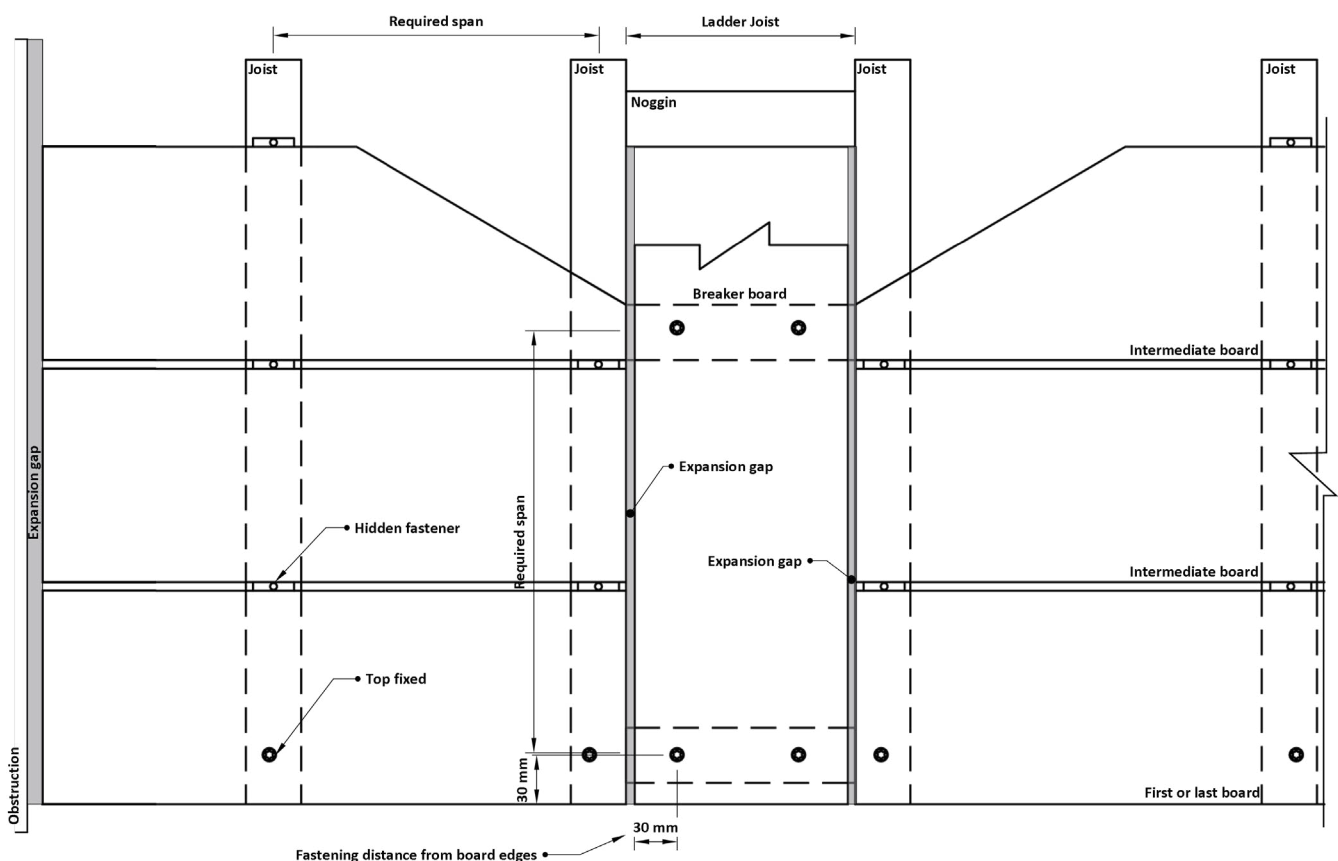 Required span
Ladder Joist
Joist
Joist
Joist
Joist
Noggin
Breaker board
Intermediate board
Expansion gap
Expansion gap
Required span
Hidden fastener
Expansion gap
Intermediate board
Top fixed
Obstruction
30 mm
First or last board
30 mm
Fastening distance from board edges